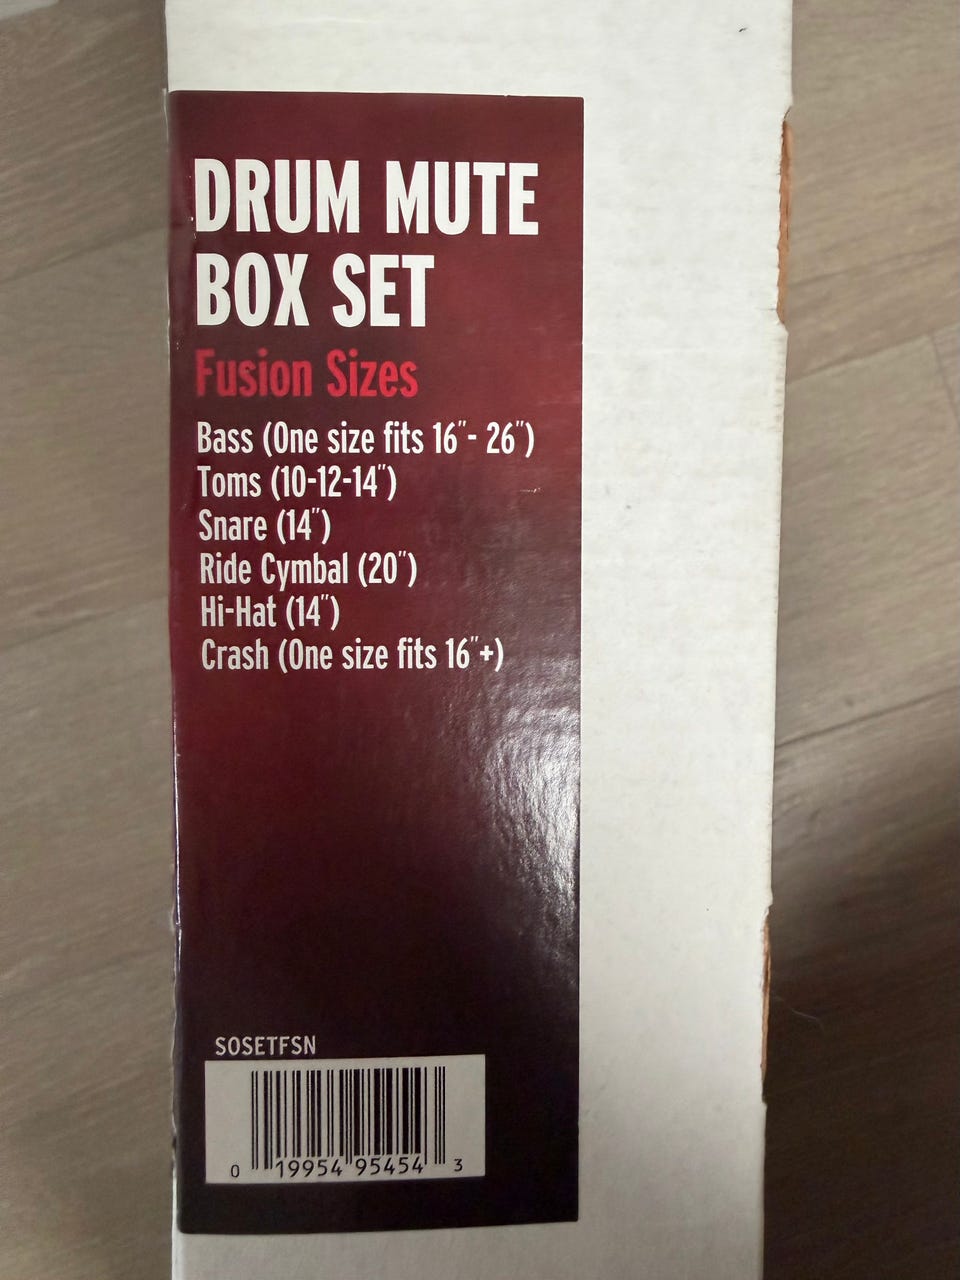 DRUM MUTE
BOX SET
Fusion Sizes
Bass (One size fits 16"- 26")
Toms (10-12-14")
Snare (14")
Ride Cymbal (20")
Hi-Hat (14")
Crash (One size fits 16"+)
SOSETFSN
0 19954 95454 3